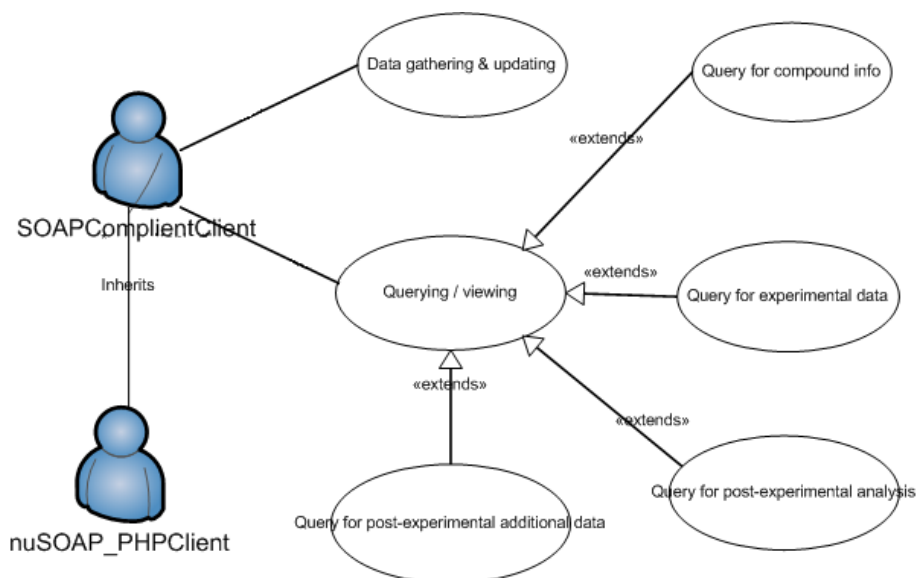 Data gathering & updating
Query for compound info
«extends»
SOAPComplientClient
Inherits
Querying / viewing
«extends»
Query for experimental data
«extends»
«extends»
Query for post-experimental analysis
Query for post-experimental additional data
nuSOAP_PHPClient